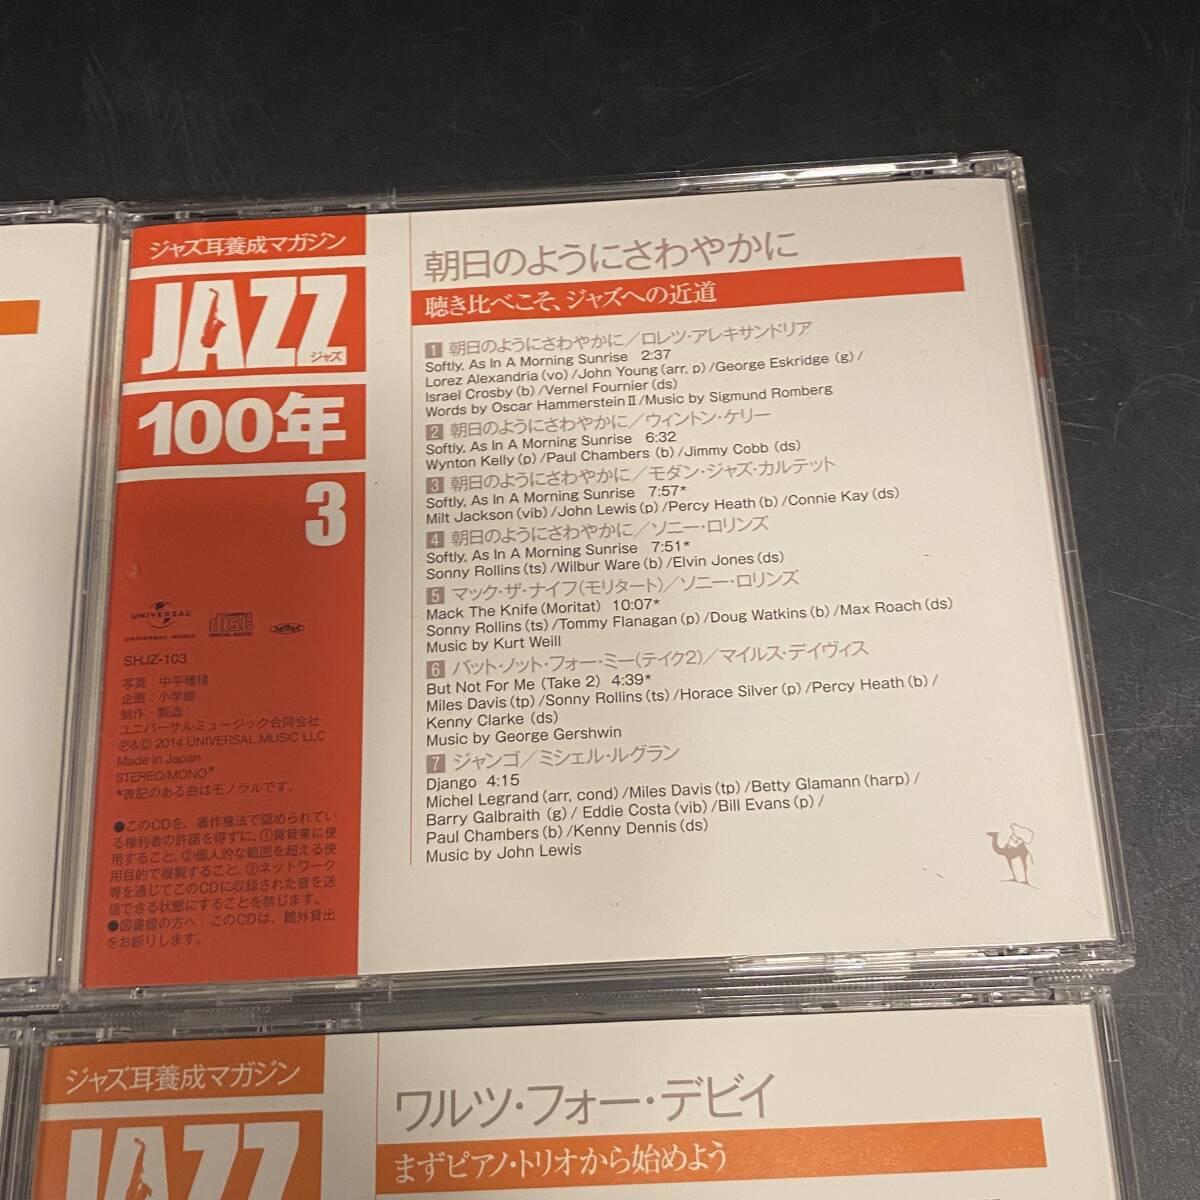 ジャズ耳養成マガジン
JAZZ
ジャズ
100年
3
UNIVERSAL
UNIVERSAL MUSIC
disc
DIGITAL AUDIO
SHJZ-103
写真：中平穂積
企画：小学館
制作・製造：
ユニバーサルミュージック合同会社
Ⓟ&© 2014 UNIVERSAL MUSIC LLC
Made in Japan
STEREO/MONO*
*表記のある曲はモノラルです。
●このCDを、著作権法で認められてい
る権利者の許諾を得ずに、①賃貸業に使
用すること、②個人的な範囲を超える使
用目的で複製すること、③ネットワーク
等を通じてこのCDに収録された音を送
信できる状態にすることを禁じます。
●図書館の方へ：このCDは、館外貸出
をお断りします。
朝日のようにさわやかに
聴き比べこそ、ジャズへの近道
1 朝日のようにさわやかに／ロレツ・アレキサンドリア
Softly, As In A Morning Sunrise 2:37
Lorez Alexandria (vo) /John Young (arr, p) /George Eskridge (g) /
Israel Crosby (b) /Vernel Fournier (ds)
Words by Oscar HammersteinⅡ/Music by Sigmund Romberg
2 朝日のようにさわやかに／ウィントン・ケリー
Softly, As In A Morning Sunrise 6:32
Wynton Kelly (p) /Paul Chambers (b) /Jimmy Cobb (ds)
3 朝日のようにさわやかに／モダン・ジャズ・カルテット
Softly, As In A Morning Sunrise 7:57*
Milt Jackson (vib) /John Lewis (p) /Percy Heath (b) /Connie Kay (ds)
4 朝日のようにさわやかに／ソニー・ロリンズ
Softly, As In A Morning Sunrise 7:51*
Sonny Rollins (ts) /Wilbur Ware (b) /Elvin Jones (ds)
5 マック・ザ・ナイフ(モリタート)／ソニー・ロリンズ
Mack The Knife (Moritat) 10:07*
Sonny Rollins (ts) /Tommy Flanagan (p) /Doug Watkins (b) /Max Roach (ds)
Music by Kurt Weill
6 バット・ノット・フォー・ミー(テイク2)／マイルス・デイヴィス
But Not For Me (Take 2) 4:39*
Miles Davis (tp) /Sonny Rollins (ts) /Horace Silver (p) /Percy Heath (b) /
Kenny Clarke (ds)
Music by George Gershwin
7 ジャンゴ／ミシェル・ルグラン
Django 4:15
Michel Legrand (arr, cond) /Miles Davis (tp) /Betty Glamann (harp) /
Barry Galbraith (g) / Eddie Costa (vib) /Bill Evans (p) /
Paul Chambers (b) /Kenny Dennis (ds)
Music by John Lewis
ジャズ耳養成マガジン
JAZZ
ワルツ・フォー・デビイ
まずピアノ・トリオから始めよう